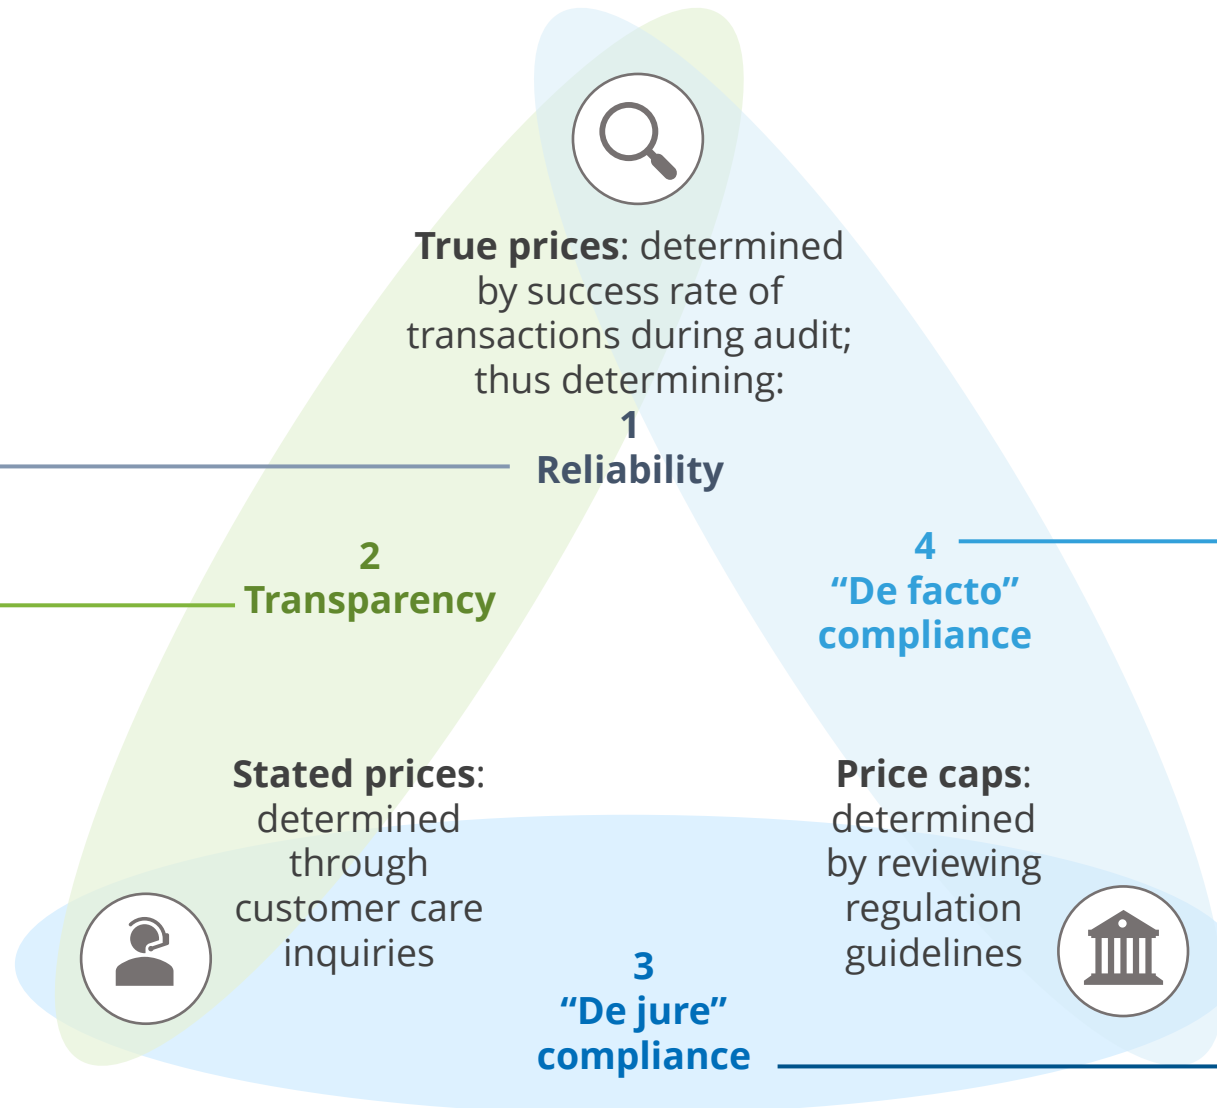 True prices: determined
by success rate of
transactions during audit;
thus determining:
1
Reliability
2
Transparency
4
“De facto”
compliance
Stated prices:
determined
through
customer care
inquiries
Price caps:
determined
by reviewing
regulation
guidelines
3
“De jure”
compliance